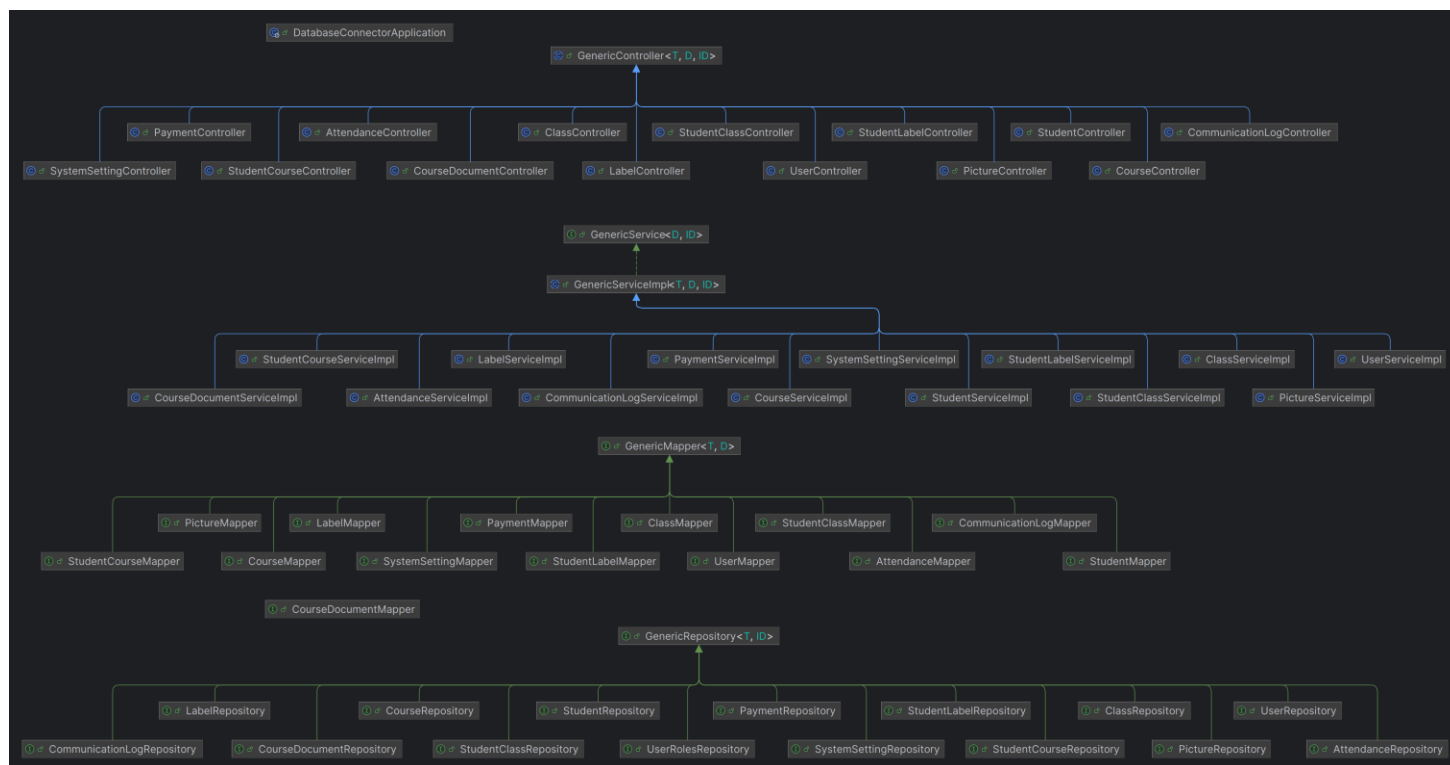 DatabaseConnectorApplication
GenericController<T, D, ID>
PaymentController
AttendanceController
ClassController
StudentClassController
StudentLabelController
StudentController
CommunicationLogController
SystemSettingController
StudentCourseController
CourseDocumentController
LabelController
UserController
PictureController
CourseController
GenericService<D, ID>
GenericServiceImpl<T, D, ID>
StudentCourseServiceImpl
LabelServiceImpl
PaymentServiceImpl
SystemSettingServiceImpl
StudentLabelServiceImpl
ClassServiceImpl
UserServiceImpl
CourseDocumentServiceImpl
AttendanceServiceImpl
CommunicationLogServiceImpl
CourseServiceImpl
StudentServiceImpl
StudentClassServiceImpl
PictureServiceImpl
GenericMapper<T, D>
PictureMapper
LabelMapper
PaymentMapper
ClassMapper
StudentClassMapper
CommunicationLogMapper
StudentCourseMapper
CourseMapper
SystemSettingMapper
StudentLabelMapper
UserMapper
AttendanceMapper
StudentMapper
CourseDocumentMapper
GenericRepository<T, ID>
LabelRepository
CourseRepository
StudentRepository
PaymentRepository
StudentLabelRepository
ClassRepository
UserRepository
CommunicationLogRepository
CourseDocumentRepository
StudentClassRepository
UserRolesRepository
SystemSettingRepository
StudentCourseRepository
PictureRepository
AttendanceRepository